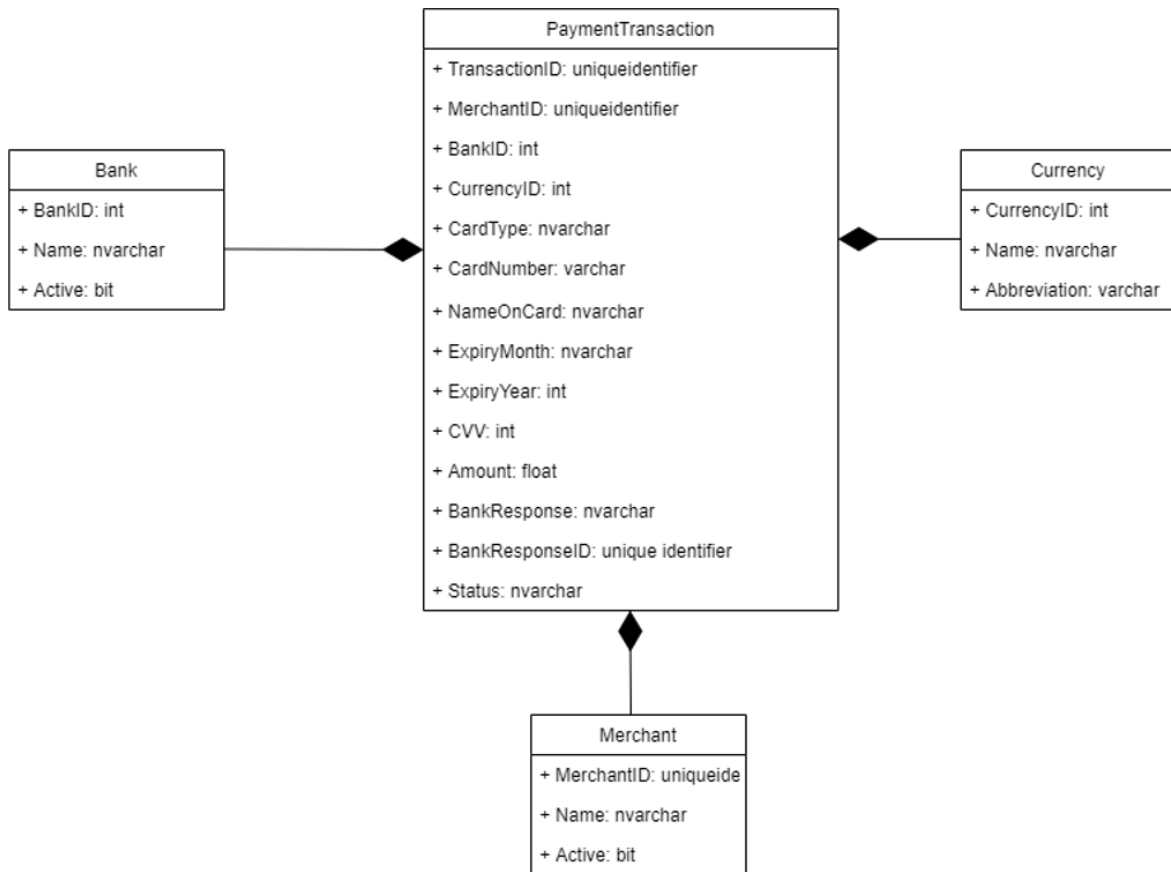 PaymentTransaction
+ TransactionID: uniqueidentifier
+ MerchantID: uniqueidentifier
+ BankID: int
+ CurrencyID: int
+ CardType: nvarchar
+ CardNumber: varchar
+ NameOnCard: nvarchar
+ ExpiryMonth: nvarchar
+ ExpiryYear: int
+ CVV: int
+ Amount: float
+ BankResponse: nvarchar
+ BankResponseID: unique identifier
+ Status: nvarchar
Bank
+ BankID: int
+ Name: nvarchar
+ Active: bit
Currency
+ CurrencyID: int
+ Name: nvarchar
+ Abbreviation: varchar
Merchant
+ MerchantID: uniqueide
+ Name: nvarchar
+ Active: bit